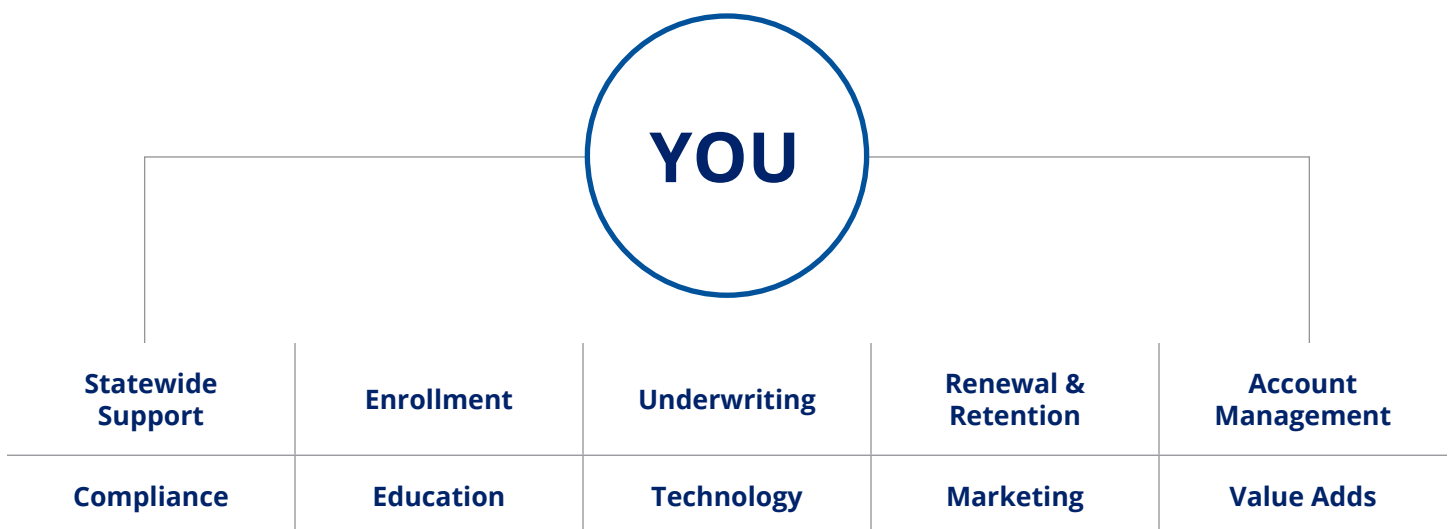 YOU
Statewide
Support
Enrollment
Underwriting
Renewal &
Retention
Account
Management
Compliance
Education
Technology
Marketing
Value Adds